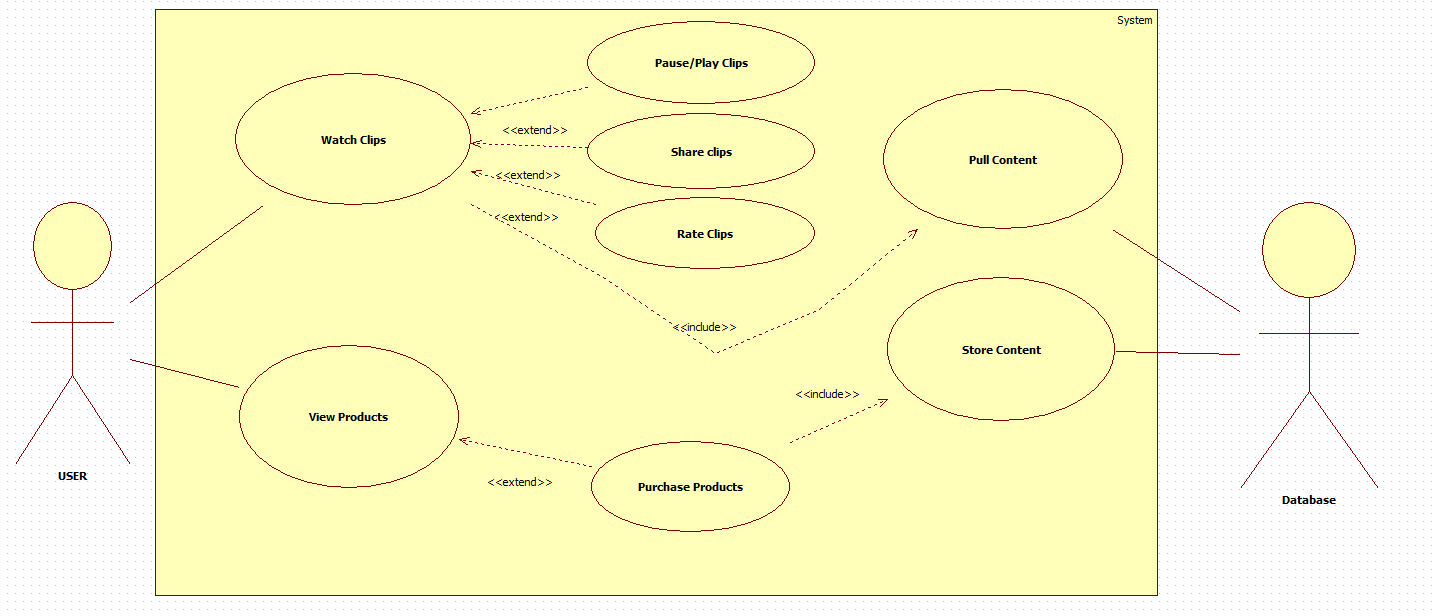 System
Pause/Play Clips
<<extend>>
Watch Clips
Share clips
Pull Content
<<extend>>
<<extend>>
Rate Clips
<<include>>
Store Content
<<include>>
View Products
<<extend>>
Purchase Products
USER
Database